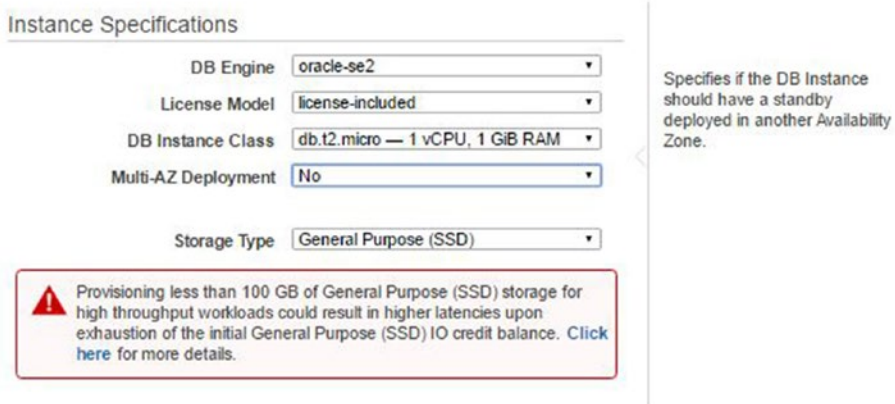 Instance Specifications
DB Engine oracle-se2
License Model license-included
DB Instance Class db.t2.micro — 1 vCPU, 1 GiB RAM
Multi-AZ Deployment No
Storage Type General Purpose (SSD)
Provisioning less than 100 GB of General Purpose (SSD) storage for
high throughput workloads could result in higher latencies upon
exhaustion of the initial General Purpose (SSD) IO credit balance. Click
here for more details.
Specifies if the DB Instance
should have a standby
deployed in another Availability
Zone.